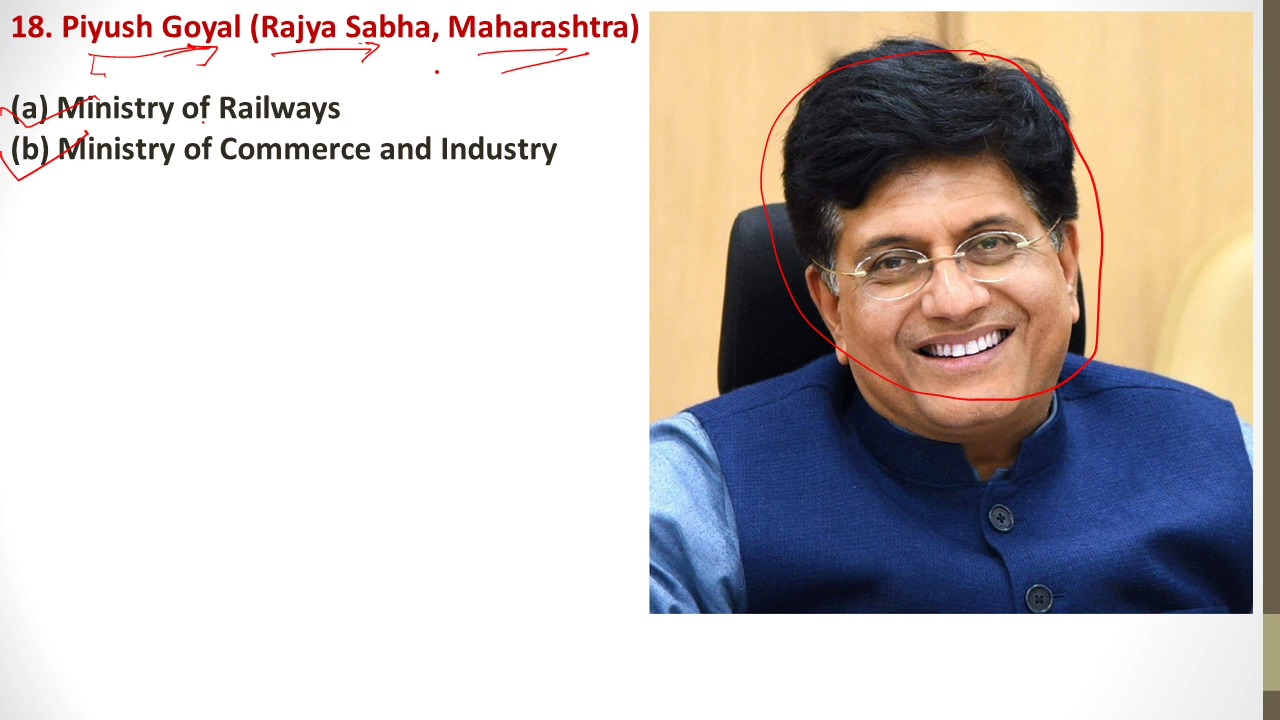 18. Piyush Goyal (Rajya Sabha, Maharashtra)
(a) Ministry of Railways
(b) Ministry of Commerce and Industry